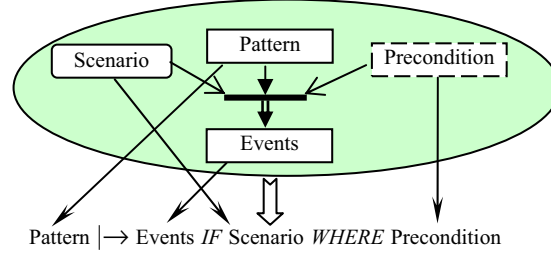 Pattern
Scenario
Precondition
Events
Pattern |→ Events IF Scenario WHERE Precondition